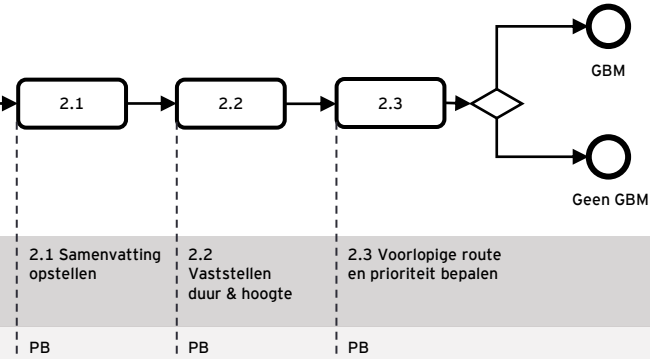 2.1
2.2
2.3
GBM
Geen GBM
2.1 Samenvatting
opstellen
2.2
Vaststellen
duur & hoogte
2.3 Voorlopige route
en prioriteit bepalen
PB
PB
PB